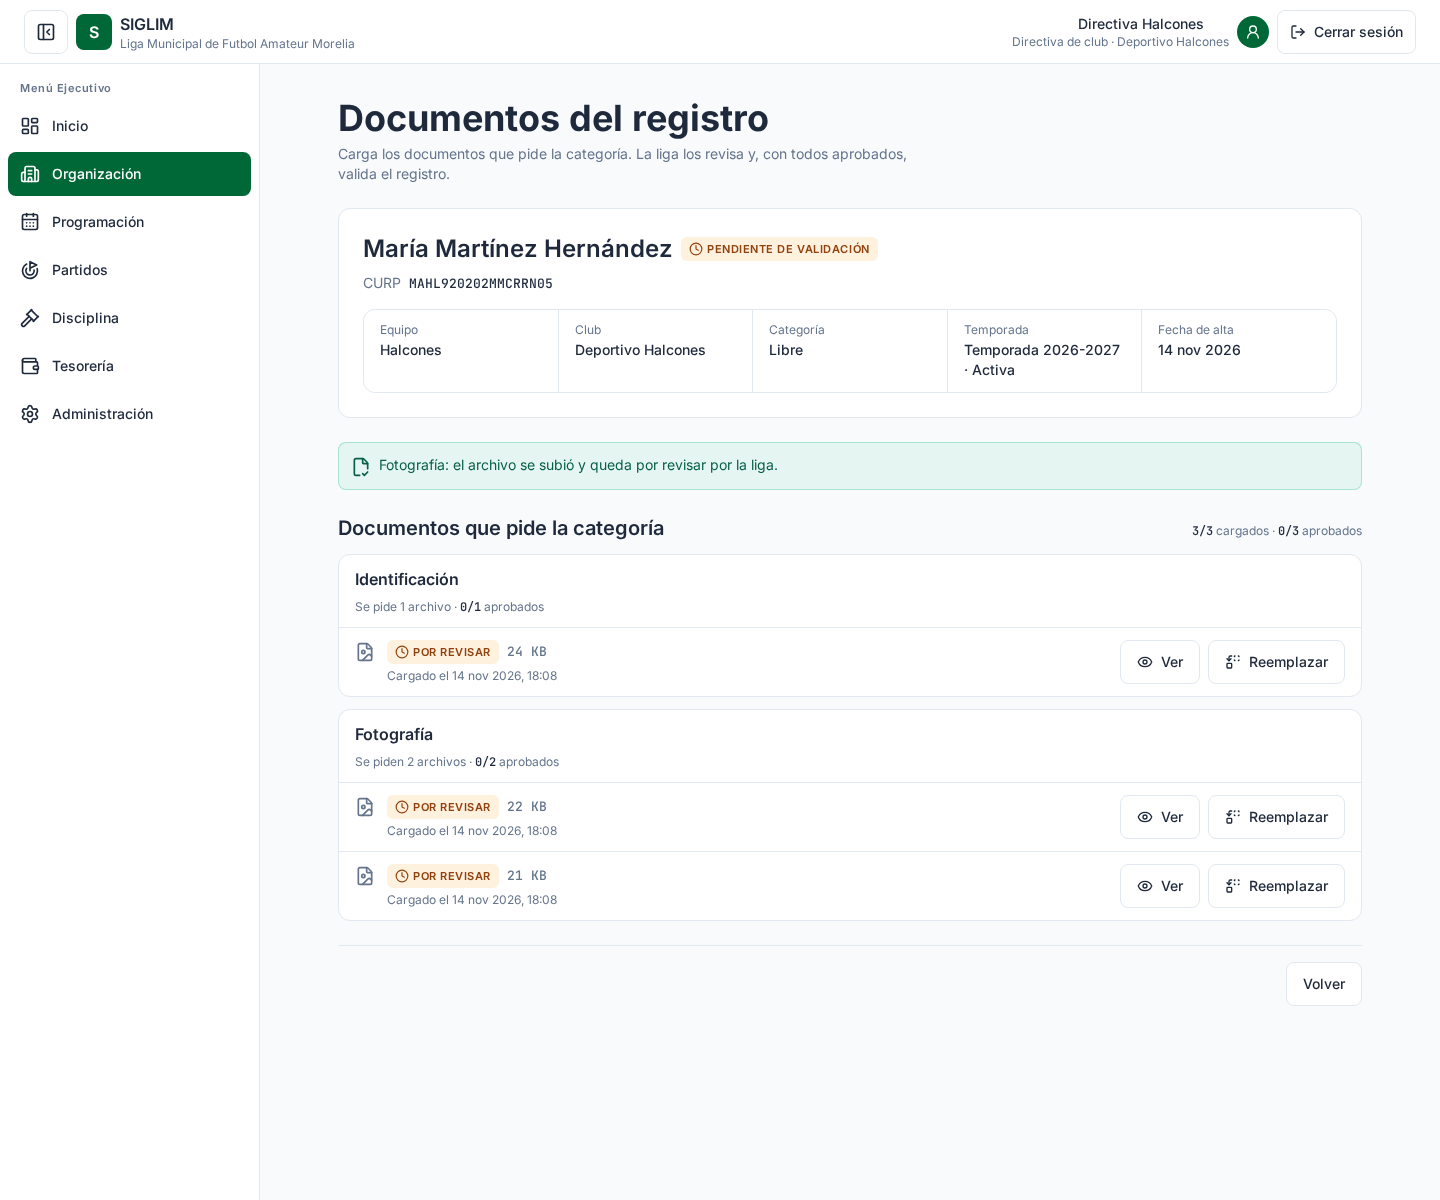 S
SIGLIM
Liga Municipal de Futbol Amateur Morelia
Directiva Halcones
Directiva de club · Deportivo Halcones
Cerrar sesión
Menú Ejecutivo
Inicio
Organización
Programación
Partidos
Disciplina
Tesorería
Administración
Documentos del registro
Carga los documentos que pide la categoría. La liga los revisa y, con todos aprobados,
valida el registro.
María Martínez Hernández PENDIENTE DE VALIDACIÓN
CURP MAHL920202MMCRRN05
Equipo
Halcones
Club
Deportivo Halcones
Categoría
Libre
Temporada
Temporada 2026-2027
· Activa
Fecha de alta
14 nov 2026
Fotografía: el archivo se subió y queda por revisar por la liga.
Documentos que pide la categoría
3/3 cargados · 0/3 aprobados
Identificación
Se pide 1 archivo · 0/1 aprobados
POR REVISAR 24 KB
Cargado el 14 nov 2026, 18:08
Ver
Reemplazar
Fotografía
Se piden 2 archivos · 0/2 aprobados
POR REVISAR 22 KB
Cargado el 14 nov 2026, 18:08
Ver
Reemplazar
POR REVISAR 21 KB
Cargado el 14 nov 2026, 18:08
Ver
Reemplazar
Volver